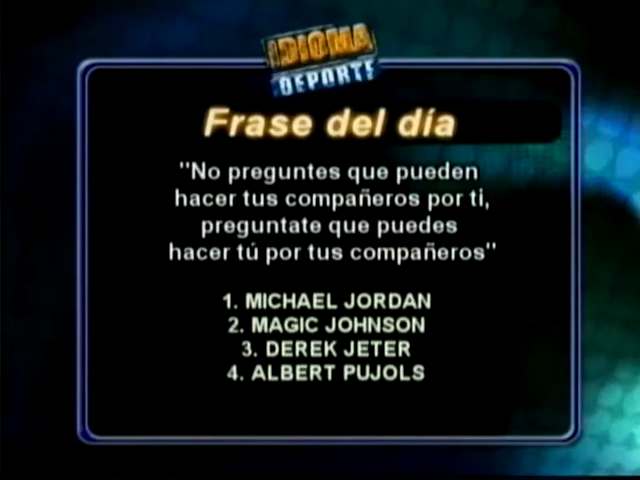 IDIOMA
DEPORTE
Frase del día
"No preguntes que pueden
hacer tus compañeros por ti,
preguntate que puedes
hacer tú por tus compañeros"
1. MICHAEL JORDAN
2. MAGIC JOHNSON
3. DEREK JETER
4. ALBERT PUJOLS